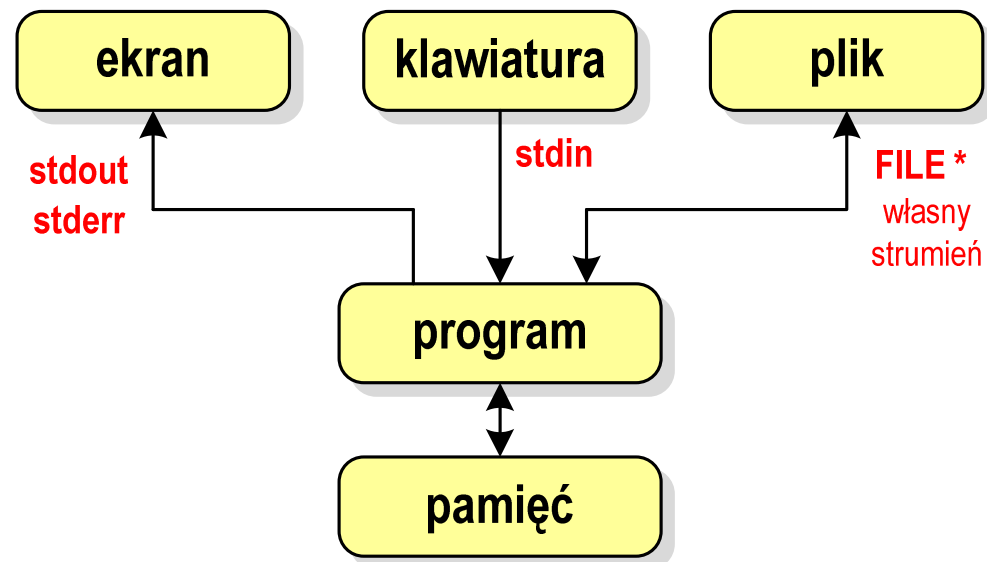 ekran
klawiatura
plik
stdout
stderr
stdin
FILE *
własny
strumień
program
pamięć